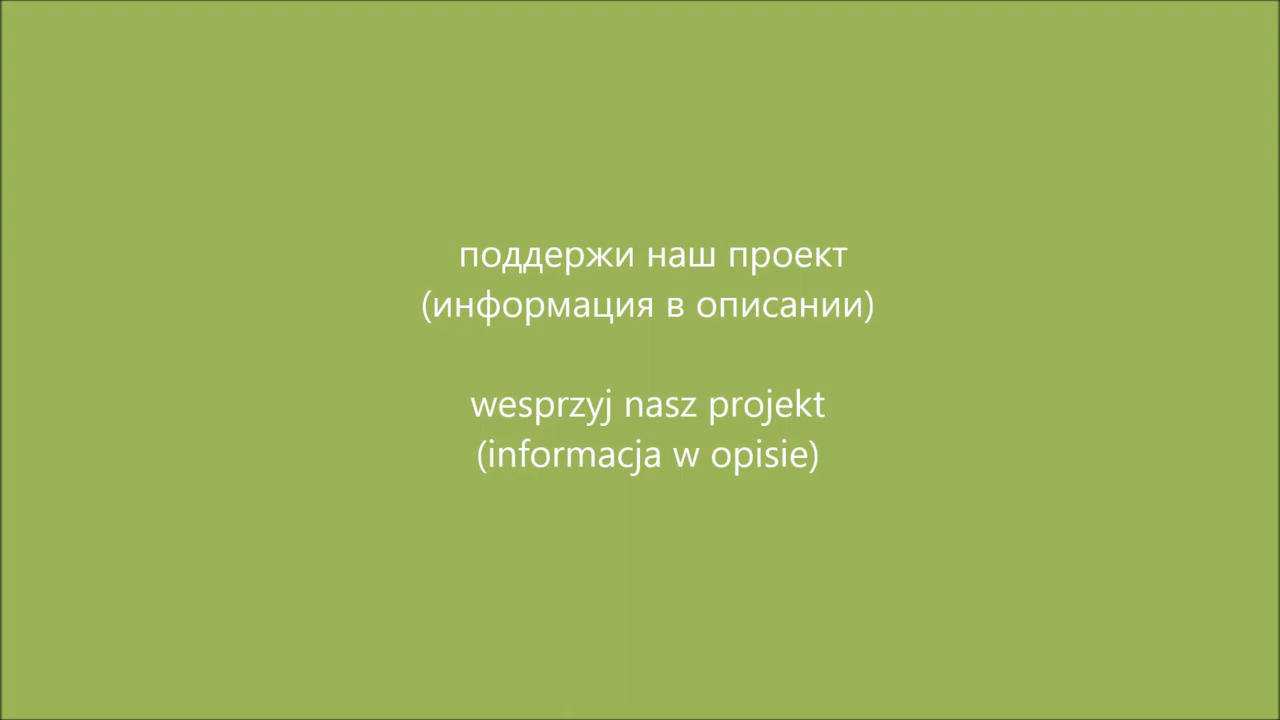 поддержи наш проект
(информация в описании)
wesprzyj nasz projekt
(informacja w opisie)